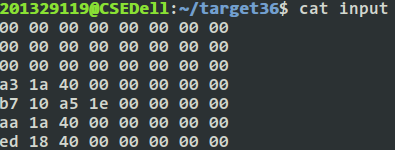 201329119@CSEDell:~/target36$ cat input
00 00 00 00 00 00 00 00
00 00 00 00 00 00 00 00
00 00 00 00 00 00 00 00
a3 1a 40 00 00 00 00 00
b7 10 a5 1e 00 00 00 00
aa 1a 40 00 00 00 00 00
ed 18 40 00 00 00 00 00